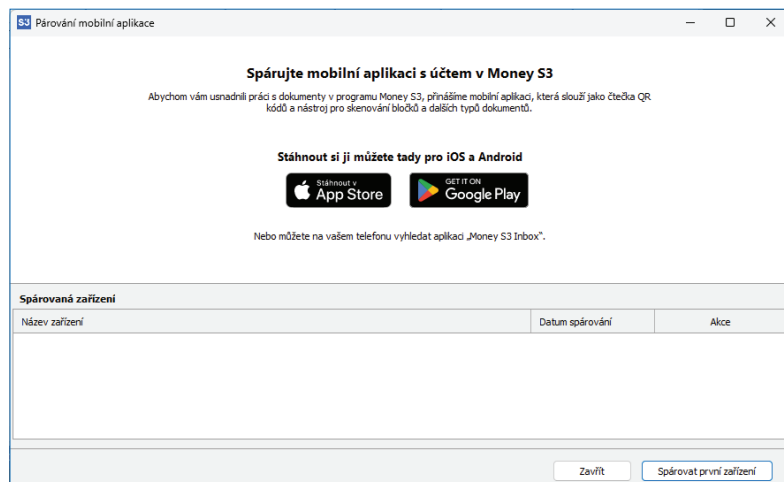 S3 Párování mobilní aplikace
Spárujte mobilní aplikaci s účtem v Money S3
Abychom vám usnadnili práci s dokumenty v programu Money S3, přinášíme mobilní aplikaci, která slouží jako čtečka QR
kódů a nástroj pro skenování bločků a dalších typů dokumentů.
Stáhnout si ji můžete tady pro iOS a Android
Stáhnout v
App Store
GET IT ON
Google Play
Nebo můžete na vašem telefonu vyhledat aplikaci „Money S3 Inbox“.
Spárovaná zařízení
Název zařízení Datum spárování Akce
Zavřít Spárovat první zařízení